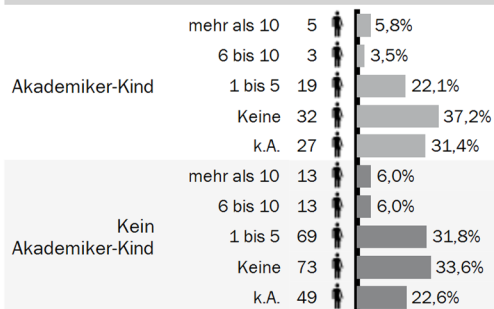 mehr als 10 5 5,8%
6 bis 10 3 3,5%
Akademiker-Kind 1 bis 5 19 22,1%
Keine 32 37,2%
k.A. 27 31,4%
mehr als 10 13 6,0%
6 bis 10 13 6,0%
Kein
Akademiker-Kind
1 bis 5 69 31,8%
Keine 73 33,6%
k.A. 49 22,6%